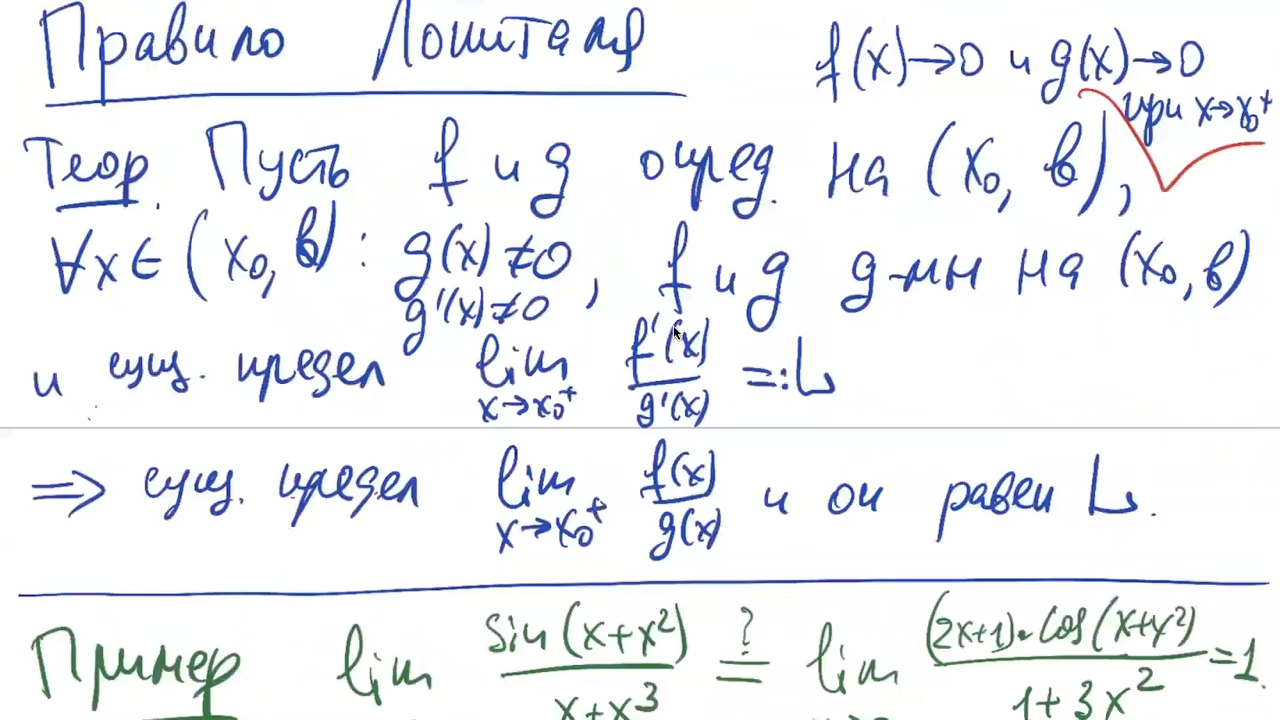 Правило Лопиталя
f(x)→0 и g(x)→0
при x→x₀⁺
Теор. Пусть f и g опред. на (x₀, b),
∀x∈ (x₀, b) : g(x)≠0, f и g д-мы на (x₀, b)
g'(x)≠0
и сущ. предел lim x→x₀⁺ f'(x)/g'(x) =: L
⇒ сущ. предел lim x→x₀⁺ f(x)/g(x) и он равен L.
Пример lim sin(x+x²)/x+x³ ?= lim (2x+1)·cos(x+x²)/1+3x² =1.